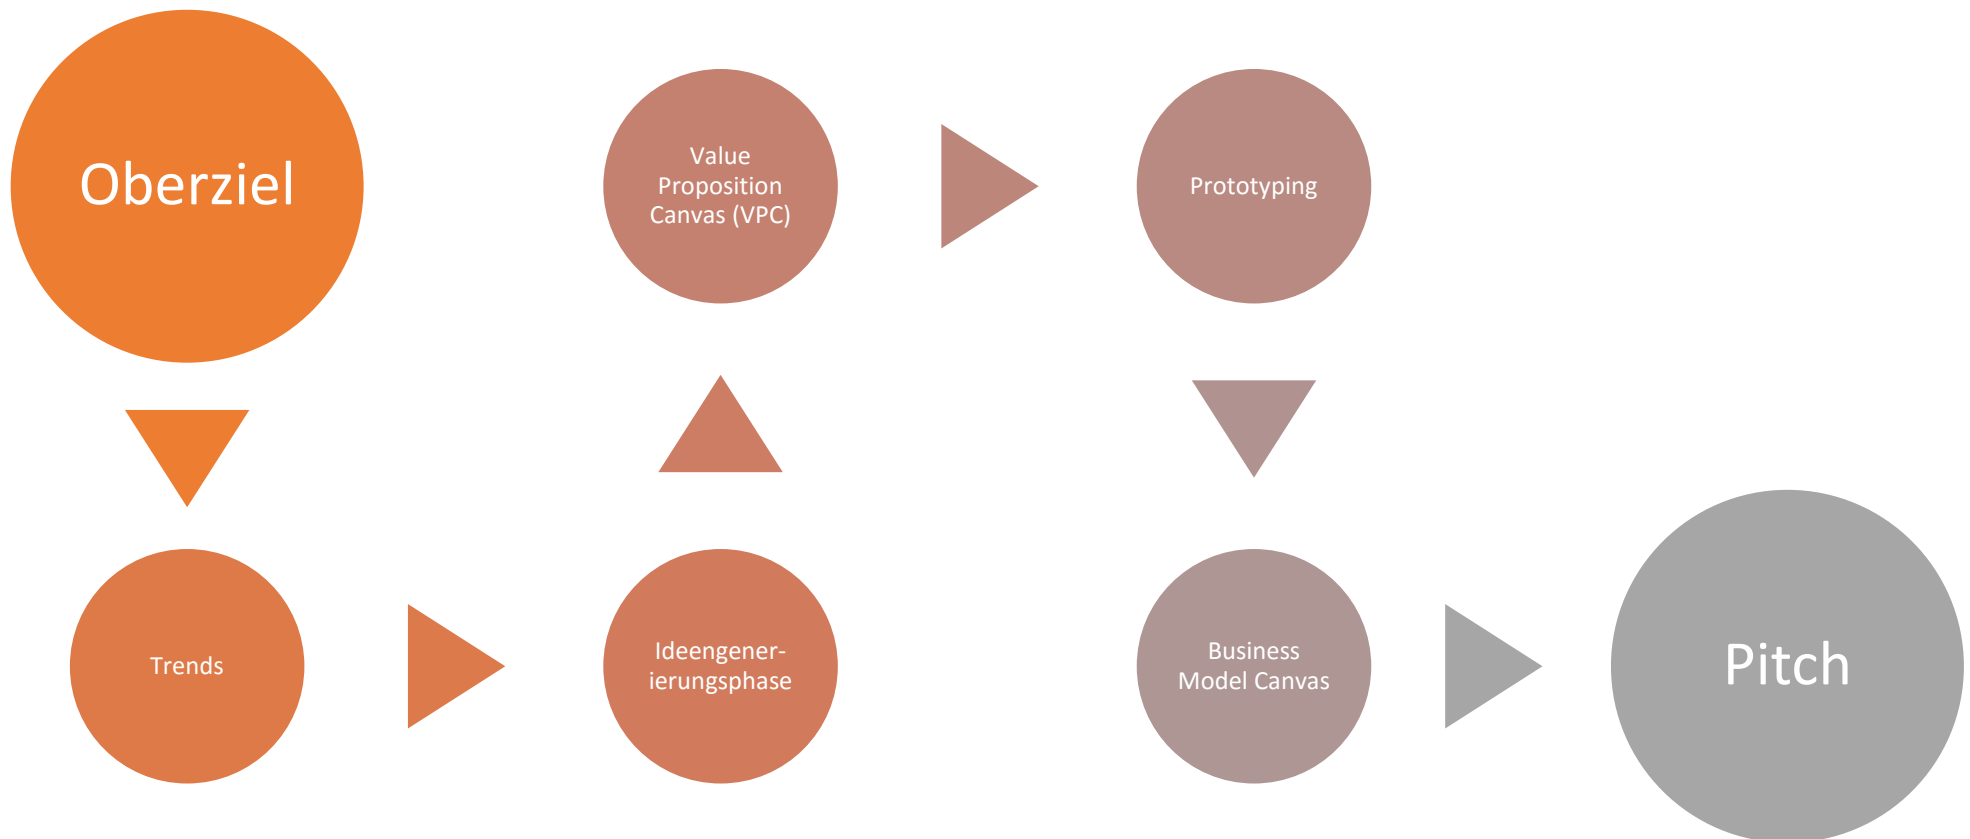 Oberziel
Trends
Ideengener-
ierungsphase
Value
Proposition
Canvas (VPC)
Prototyping
Business
Model Canvas
Pitch